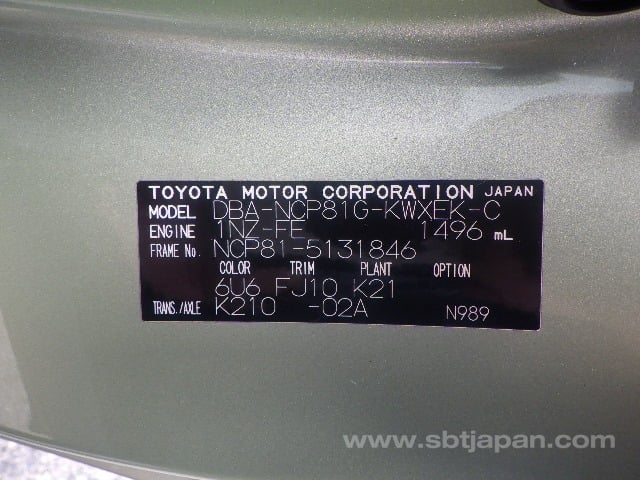 TOYOTA MOTOR CORPORATION JAPAN
MODEL DBA-NCP81G-KWXEK-C
ENGINE 1NZ-FE 1496 mL
FRAME No. NCP81-5131846
COLOR TRIM PLANT OPTION
6U6 FJ10 K21
TRANS./AXLE K210 -02A N989
www.sbtjapan.com